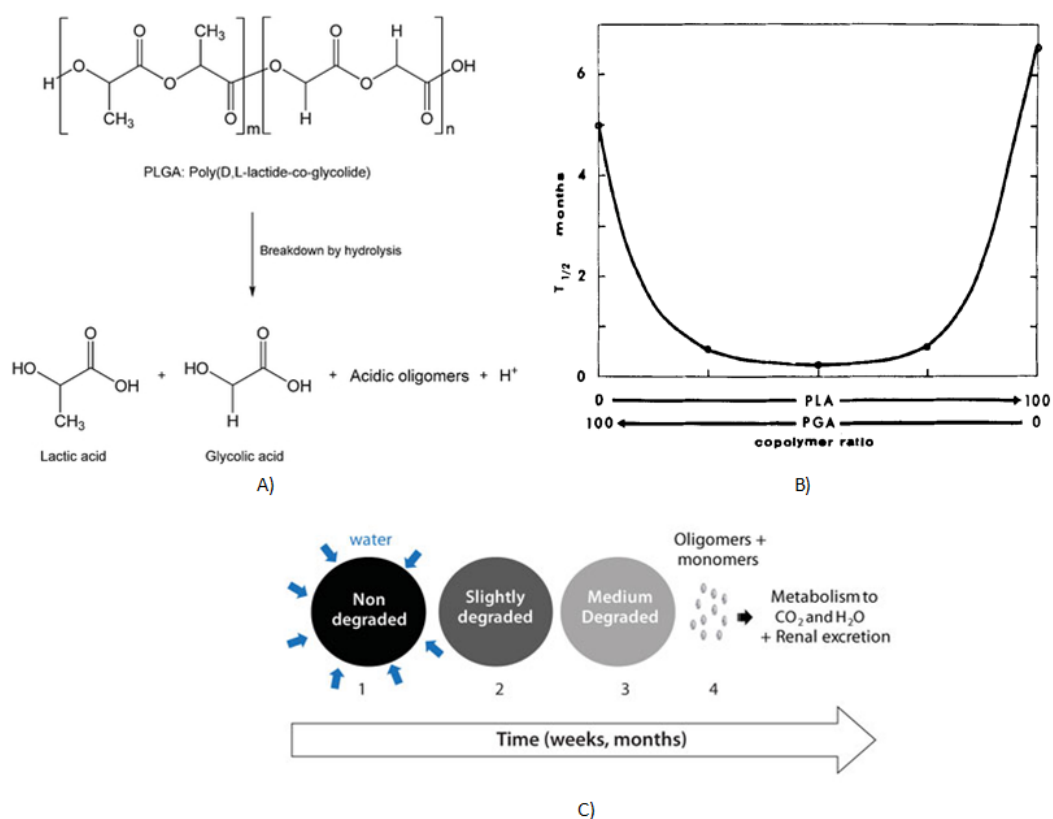 H
O
O
O
CH3
CH3
O
m
O
H
O
O
H
O
OH
n
PLGA: Poly(D,L-lactide-co-glycolide)
Breakdown by hydrolysis
HO
O
OH
CH3
+
HO
O
OH
H
+ Acidic oligomers + H+
Lactic acid
Glycolic acid
A)
T 1/2 months
6
4
2
0
0 PLA 100
100 PGA 0
copolymer ratio
B)
water
Non
degraded
Slightly
degraded
Medium
Degraded
Oligomers +
monomers
Metabolism to
CO2 and H2O
+ Renal excretion
1 2 3 4
Time (weeks, months)
C)